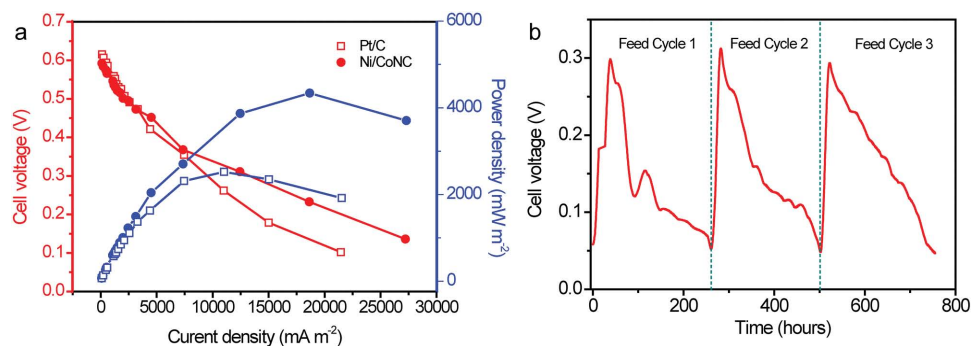 a
Cell voltage (V)
0.7
0.6
0.5
0.4
0.3
0.2
0.1
0.0
Pt/C
Ni/CoNC
6000
4000
2000
0
Power density (mW m-2)
0
5000
10000
15000
20000
25000
30000
Curent density(mA m-2)
b
Cell voltage (V)
0.3
0.2
0.1
0.0
Feed Cycle 1
Feed Cycle 2
Feed Cycle 3
0
200
400
600
800
Time (hours)